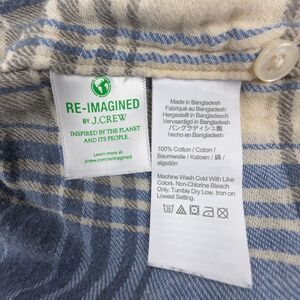 RE-IMAGINED
BY J.CREW
INSPIRED BY THE PLANET
AND ITS PEOPLE.
Learn more at
jcrew.com/reimagined
Made in Bangladesh
Fabriqué au Bangladesh
Hergestellt in Bangladesch
Vervaardigd in Bangladesh
バングラディシュ製
hecho en Bangladesh
100% Cotton / Coton /
Baumwolle / Katoen / 綿 /
algodón
Machine Wash Cold With Like
Colors. Non-Chlorine Bleach
Only. Tumble Dry Low. Iron on
Lowest Setting.